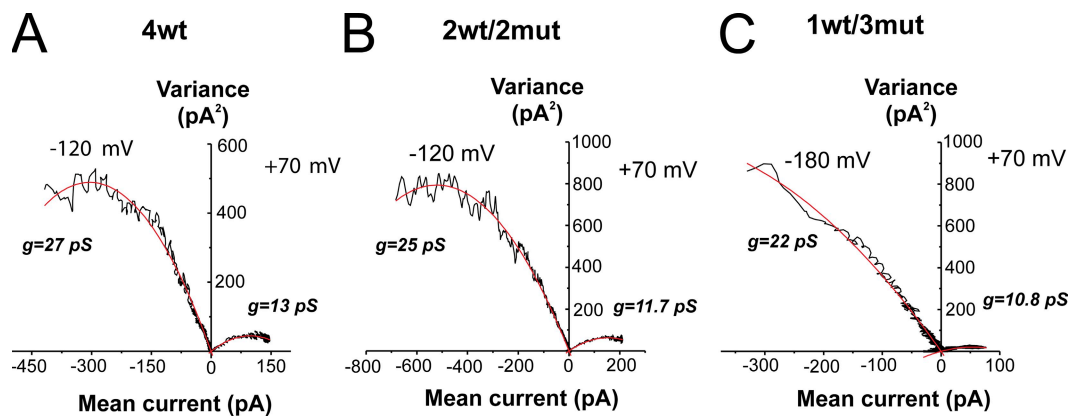 A
4wt
Variance
(pA²)
600
400
200
-120 mV
+70 mV
g=27 pS
g=13 pS
-450 -300 -150 0 150
Mean current (pA)
B
2wt/2mut
Variance
(pA²)
1000
800
600
400
200
-120 mV
+70 mV
g=25 pS
g=11.7 pS
-800 -600 -400 -200 0 200
Mean current (pA)
C
1wt/3mut
Variance
(pA²)
1000
800
600
400
200
-180 mV
+70 mV
g=22 pS
g=10.8 pS
-300 -200 -100 0 100
Mean current (pA)